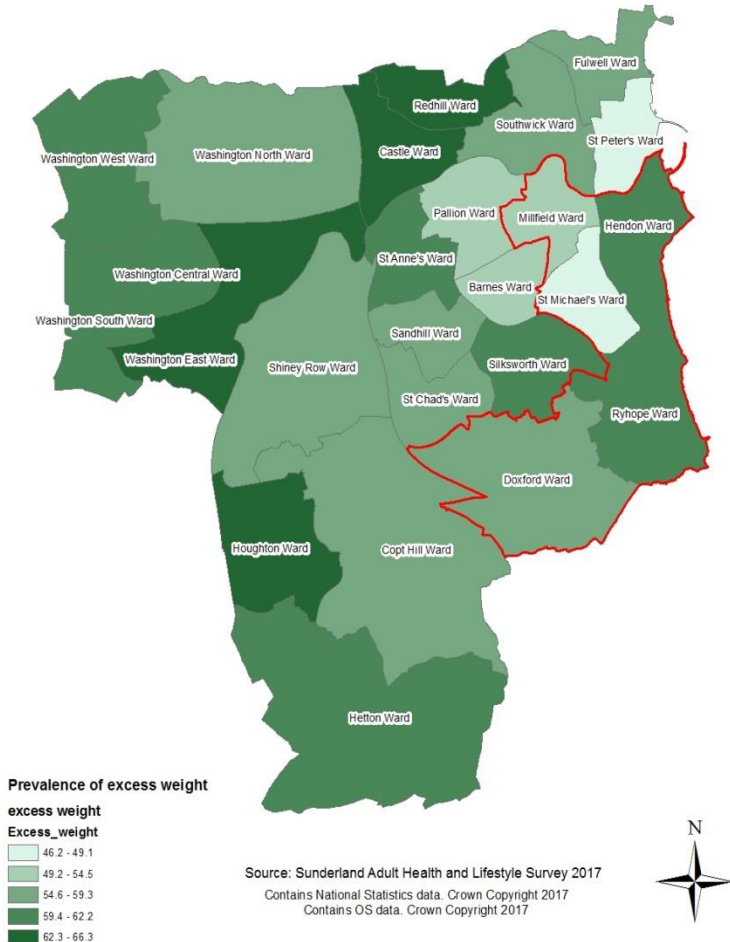 Fulwell Ward
Redhill Ward
Southwick Ward
St Peter's Ward
Castle Ward
Washington West Ward
Washington North Ward
Pallion Ward
Millfield Ward
Hendon Ward
St Anne's Ward
Washington Central Ward
Barnes Ward
St Michael's Ward
Washington South Ward
Sandhill Ward
Washington East Ward
Shiney Row Ward
Silksworth Ward
St Chad's Ward
Ryhope Ward
Doxford Ward
Houghton Ward
Copt Hill Ward
Hetton Ward
Prevalence of excess weight
excess weight
Excess_weight
46.2 - 49.1
49.2 - 54.5
54.6 - 59.3
59.4 - 62.2
62.3 - 66.3
Source: Sunderland Adult Health and Lifestyle Survey 2017
Contains National Statistics data. Crown Copyright 2017
Contains OS data. Crown Copyright 2017
N